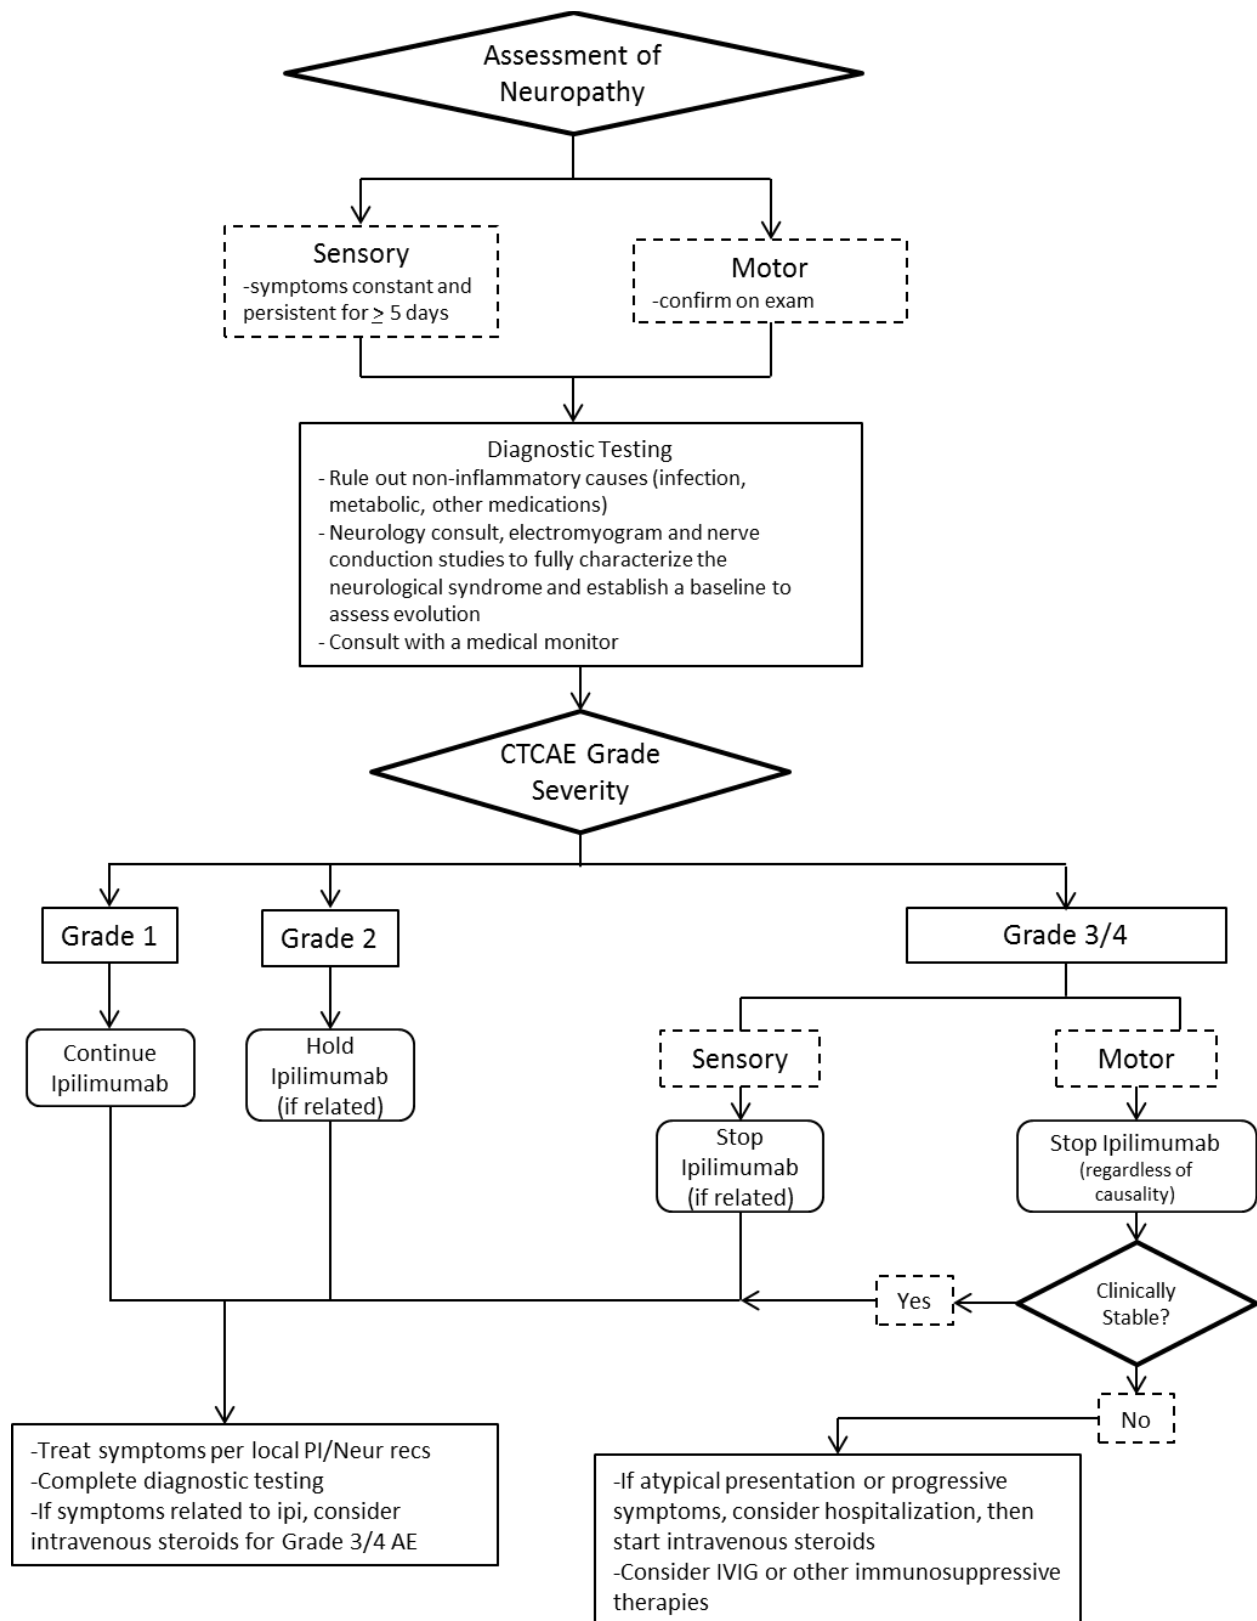 Assessment of
Neuropathy
Sensory
-symptoms constant and
persistent for ≥ 5 days
Motor
-confirm on exam
Diagnostic Testing
- Rule out non-inflammatory causes (infection,
metabolic, other medications)
- Neurology consult, electromyogram and nerve
conduction studies to fully characterize the
neurological syndrome and establish a baseline to
assess evolution
- Consult with a medical monitor
CTCAE Grade
Severity
Grade 1
Grade 2
Grade 3/4
Continue
Ipilimumab
Hold
Ipilimumab
(if related)
Sensory
Motor
Stop
Ipilimumab
(if related)
Stop Ipilimumab
(regardless of
causality)
Clinically
Stable?
Yes
No
-Treat symptoms per local PI/Neur recs
-Complete diagnostic testing
-If symptoms related to ipi, consider
intravenous steroids for Grade 3/4 AE
-If atypical presentation or progressive
symptoms, consider hospitalization, then
start intravenous steroids
-Consider IVIG or other immunosuppressive
therapies